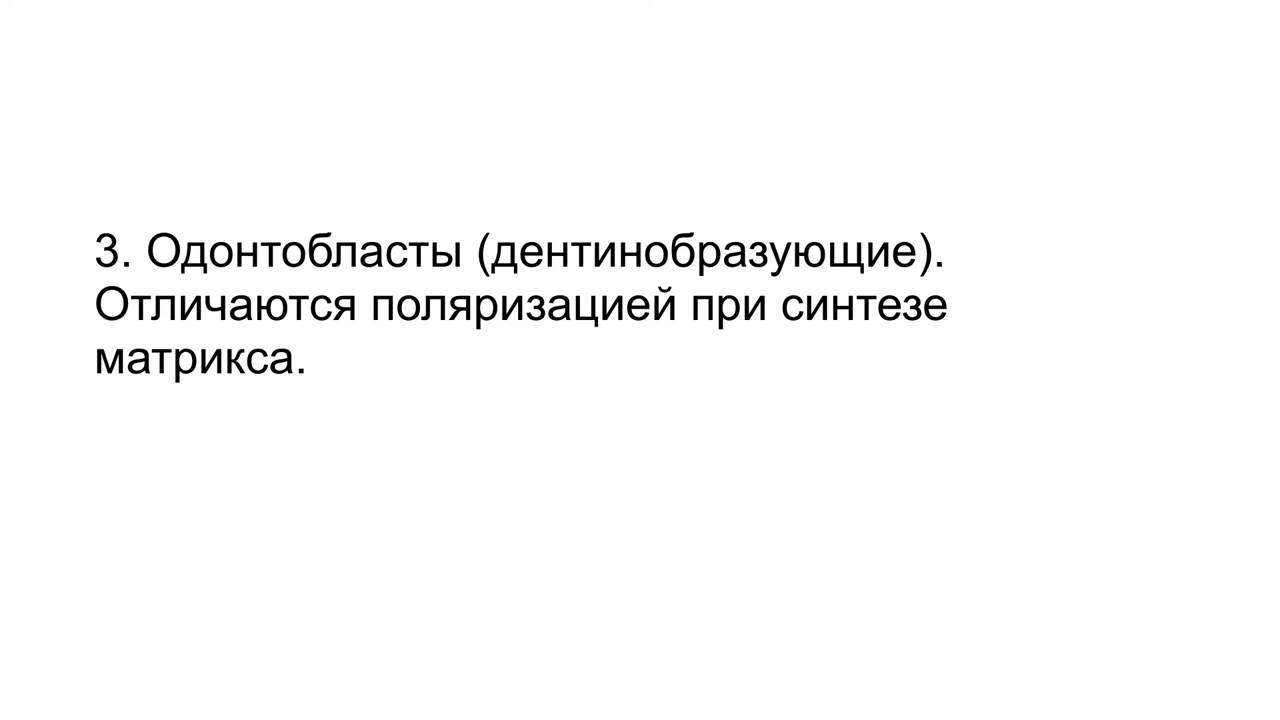 3. Одонтобласты (дентинобразующие).
Отличаются поляризацией при синтезе
матрикса.